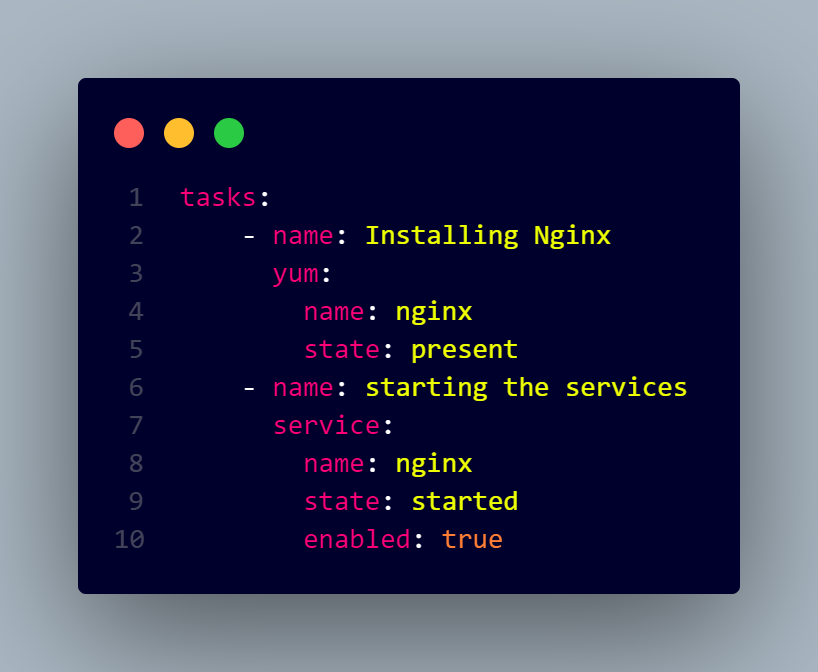 1 tasks:
2     - name: Installing Nginx
3       yum:
4         name: nginx
5         state: present
6     - name: starting the services
7       service:
8         name: nginx
9         state: started
10         enabled: true